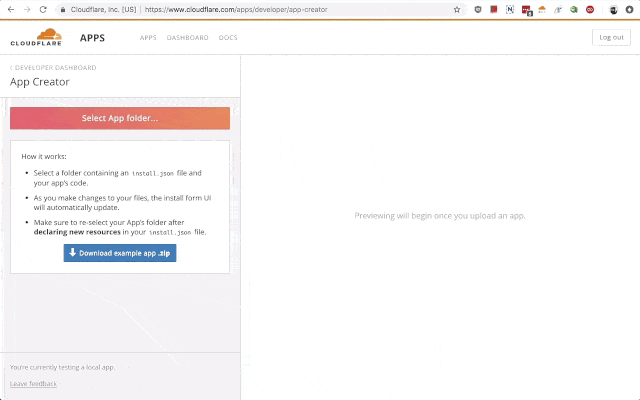 Cloudflare, Inc. [US] | https://www.cloudflare.com/apps/developer/app-creator
CLOUDFLARE
APPS
APPS DASHBOARD DOCS
Log out
‹ DEVELOPER DASHBOARD
App Creator
Select App folder...
How it works:
• Select a folder containing an install.json file and
your app's code.
• As you make changes to your files, the install form UI
will automatically update.
• Make sure to re-select your App's folder after
declaring new resources in your install.json file.
Download example app .zip
Previewing will begin once you upload an app.
You're currently testing a local app.
Leave feedback